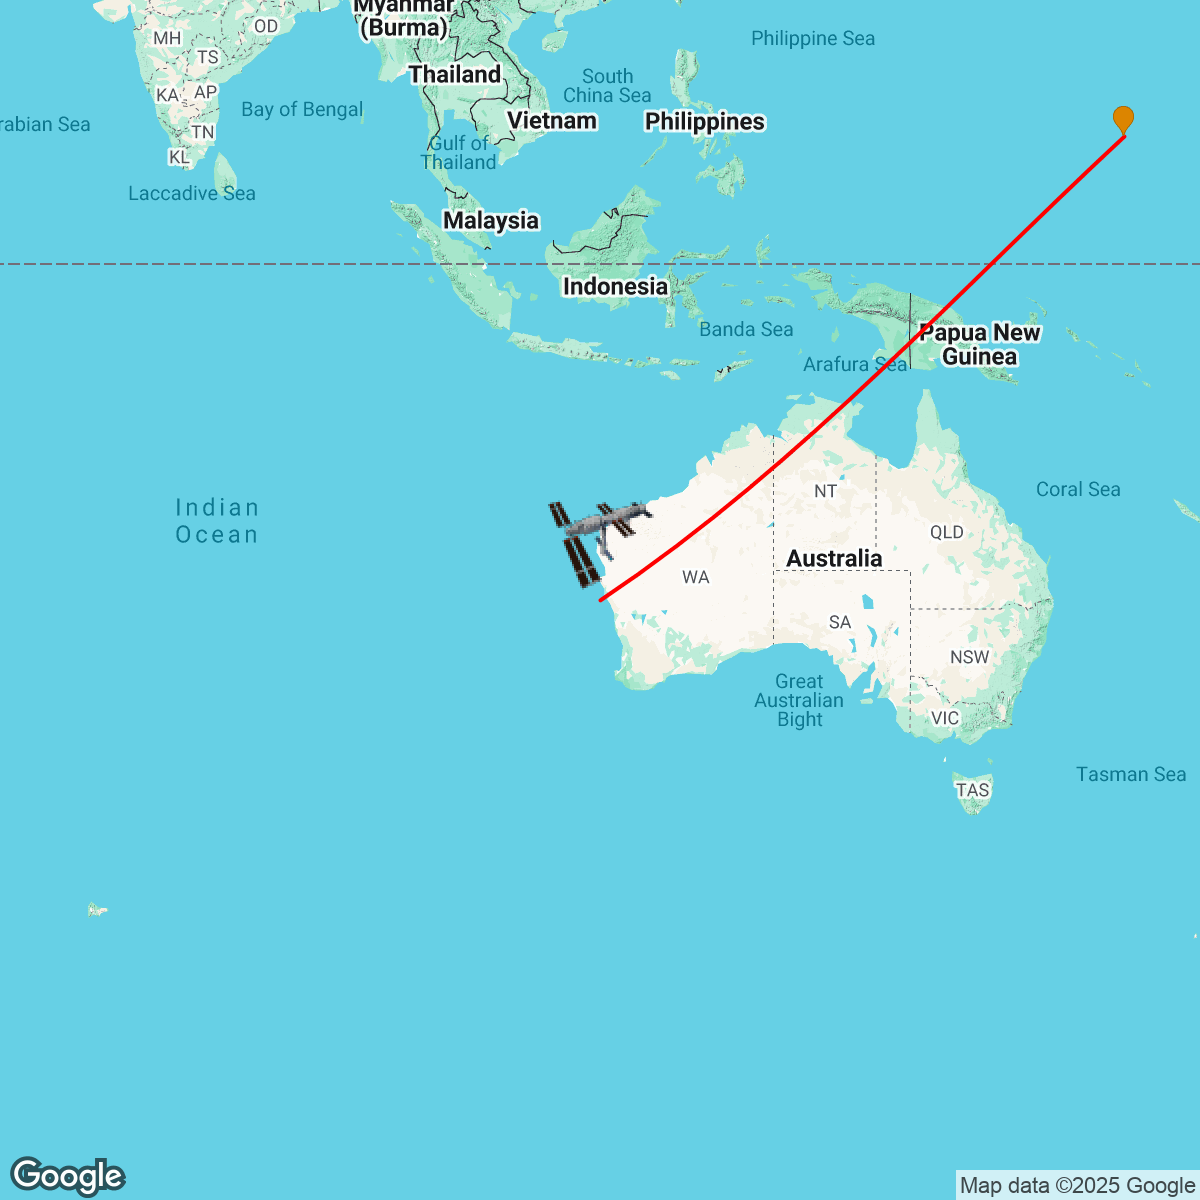 Myanmar
(Burma)
OD
MH
TS
Philippine Sea
Thailand
South
China Sea
KA
AP
Bay of Bengal
rabian Sea
Vietnam
Philippines
TN
KL
Gulf of
Thailand
Laccadive Sea
Malaysia
Indonesia
Banda Sea
Papua New
Guinea
Arafura Sea
Indian
Ocean
NT
Coral Sea
QLD
Australia
WA
SA
NSW
Great
Australian
Bight
VIC
Tasman Sea
TAS
Google
Map data ©2025 Google